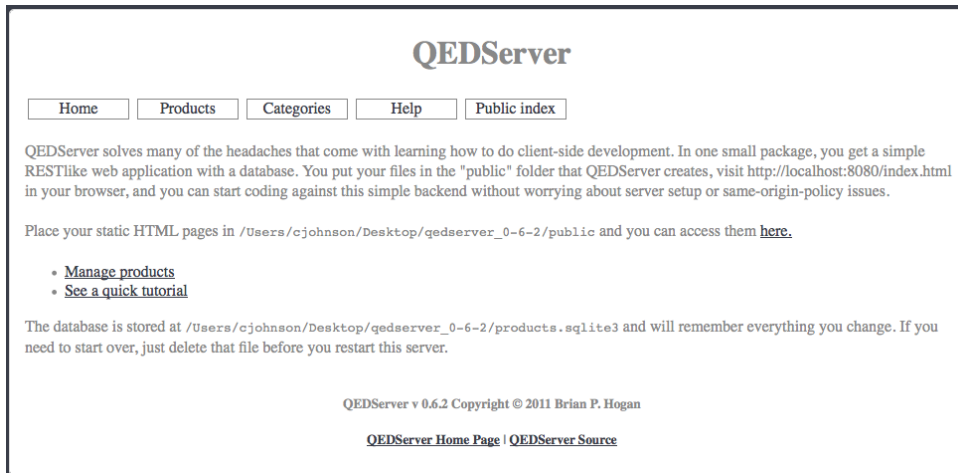 QEDServer
Home Products Categories Help Public index
QEDServer solves many of the headaches that come with learning how to do client-side development. In one small package, you get a simple
RESTlike web application with a database. You put your files in the "public" folder that QEDServer creates, visit http://localhost:8080/index.html
in your browser, and you can start coding against this simple backend without worrying about server setup or same-origin-policy issues.
Place your static HTML pages in /Users/cjohnson/Desktop/qedserver_0-6-2/public and you can access them here.
• Manage products
• See a quick tutorial
The database is stored at /Users/cjohnson/Desktop/qedserver_0-6-2/products.sqlite3 and will remember everything you change. If you
need to start over, just delete that file before you restart this server.
QEDServer v 0.6.2 Copyright © 2011 Brian P. Hogan
QEDServer Home Page | QEDServer Source